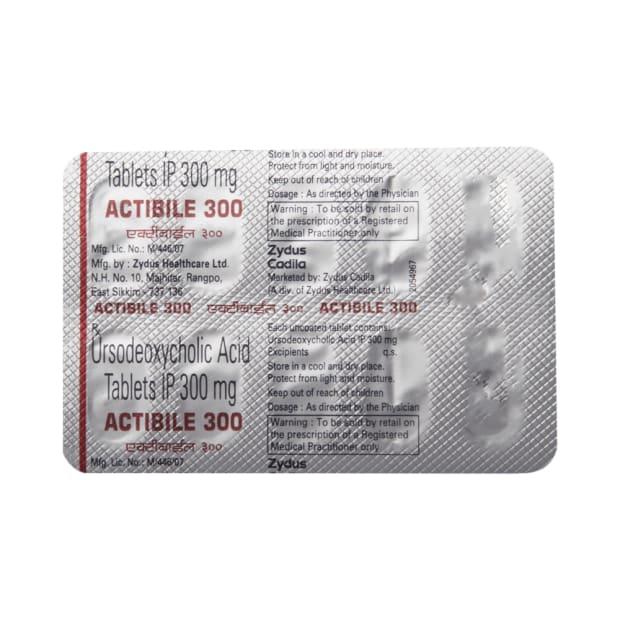 Tablets IP 300 mg
ACTIBILE 300
एक्टीबाईल ३००
Mfg. Lic. No.: M/446/07
Mfg. by : Zydus Healthcare Ltd.
N.H. No. 10, Majhitar, Rangpo,
East Sikkim - 737 136
Store in a cool and dry place.
Protect from light and moisture.
Keep out of reach of children
Dosage : As directed by the Physician
Warning : To be sold by retail on
the prescription of a Registered
Medical Practitioner only
Zydus
Cadila
Marketed by: Zydus Cadila
(A div. of Zydus Healthcare Ltd.)
2054967
ACTIBILE 300 एक्टीबाईल ३०० ACTIBILE 300
Rx
Ursodeoxycholic Acid
Tablets IP 300 mg
ACTIBILE 300
एक्टीबाईल ३००
Mfg. Lic. No.: M/446/07
Each uncoated tablet contains:
Ursodeoxycholic Acid IP 300 mg
Excipients q.s.
Store in a cool and dry place.
Protect from light and moisture.
Keep out of reach of children
Dosage : As directed by the Physician
Warning : To be sold by retail on
the prescription of a Registered
Medical Practitioner only
Zydus